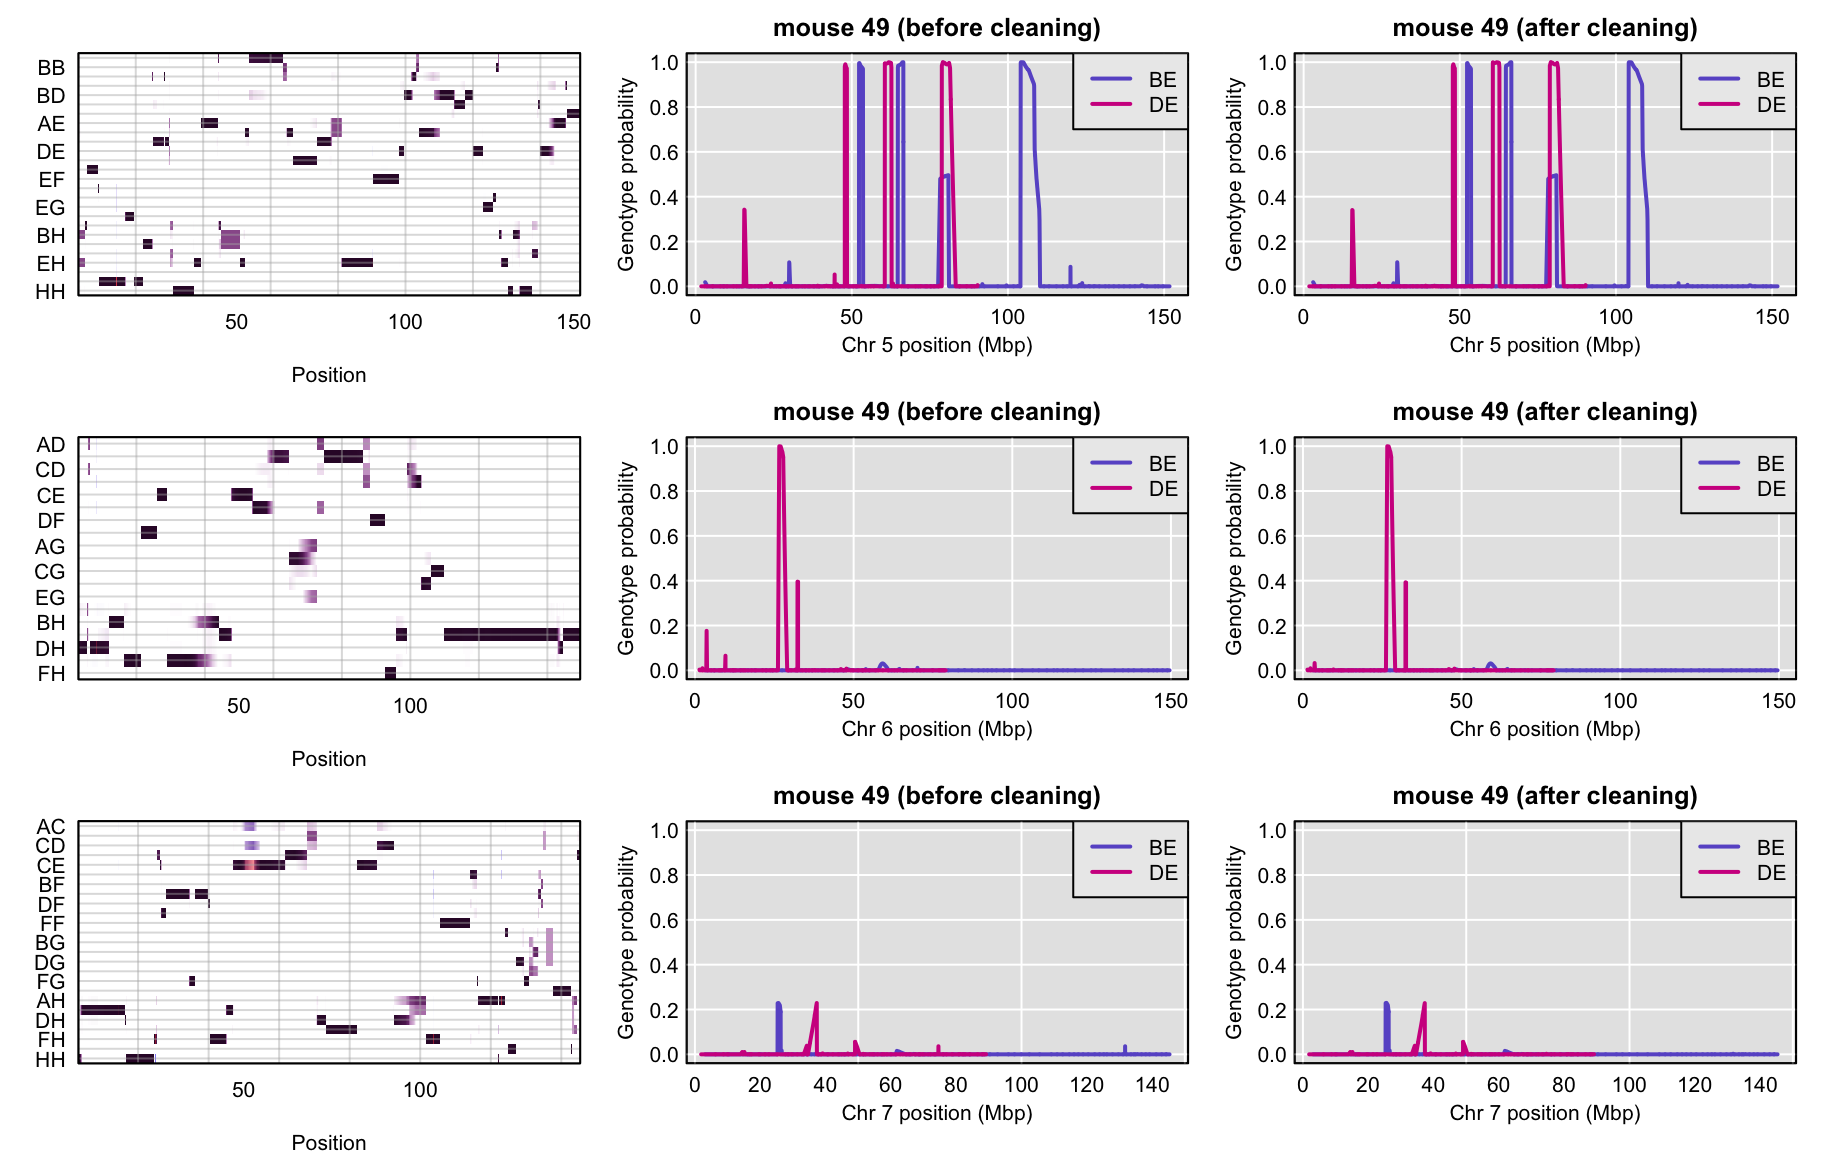 BB
BD
AE
DE
EF
EG
BH
EH
HH
50 100 150
Position
mouse 49 (before cleaning)
Genotype probability
1.0
0.8
0.6
0.4
0.2
0.0
BE
DE
0 50 100 150
Chr 5 position (Mbp)
mouse 49 (after cleaning)
Genotype probability
1.0
0.8
0.6
0.4
0.2
0.0
BE
DE
0 50 100 150
Chr 5 position (Mbp)
AD
CD
CE
DF
AG
CG
EG
BH
DH
FH
50 100
Position
mouse 49 (before cleaning)
Genotype probability
1.0
0.8
0.6
0.4
0.2
0.0
BE
DE
0 50 100 150
Chr 6 position (Mbp)
mouse 49 (after cleaning)
Genotype probability
1.0
0.8
0.6
0.4
0.2
0.0
BE
DE
0 50 100 150
Chr 6 position (Mbp)
AC
CD
CE
BF
DF
FF
BG
DG
FG
AH
DH
FH
HH
50 100
Position
mouse 49 (before cleaning)
Genotype probability
1.0
0.8
0.6
0.4
0.2
0.0
BE
DE
0 20 40 60 80 100 120 140
Chr 7 position (Mbp)
mouse 49 (after cleaning)
Genotype probability
1.0
0.8
0.6
0.4
0.2
0.0
BE
DE
0 20 40 60 80 100 120 140
Chr 7 position (Mbp)